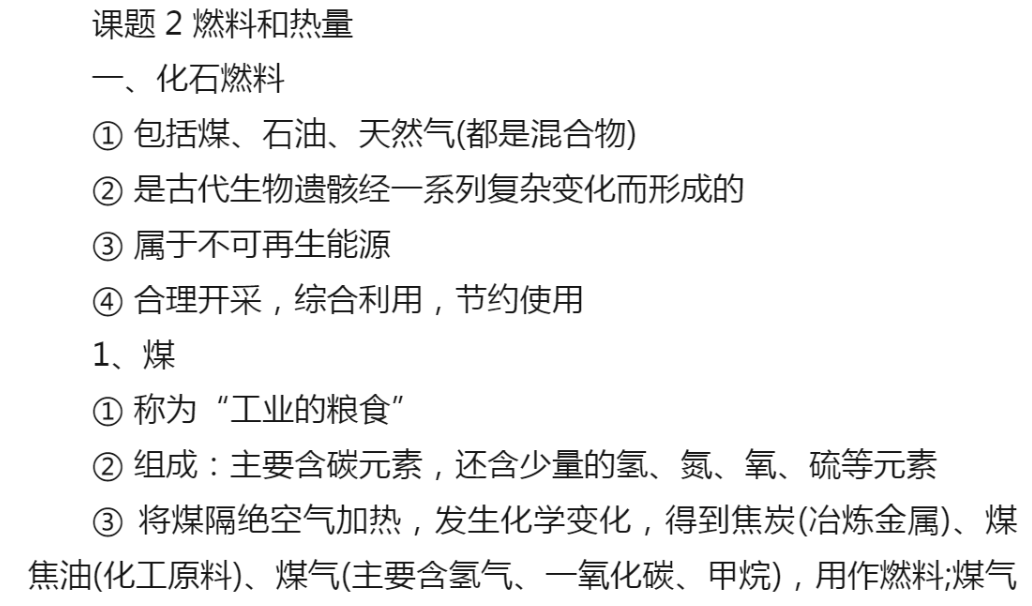 课题 2 燃料和热量
一、化石燃料
① 包括煤、石油、天然气(都是混合物)
② 是古代生物遗骸经一系列复杂变化而形成的
③ 属于不可再生能源
④ 合理开采，综合利用，节约使用
1、煤
① 称为“工业的粮食”
② 组成：主要含碳元素，还含少量的氢、氮、氧、硫等元素
③ 将煤隔绝空气加热，发生化学变化，得到焦炭(冶炼金属)、煤
焦油(化工原料)、煤气(主要含氢气、一氧化碳、甲烷)，用作燃料;煤气